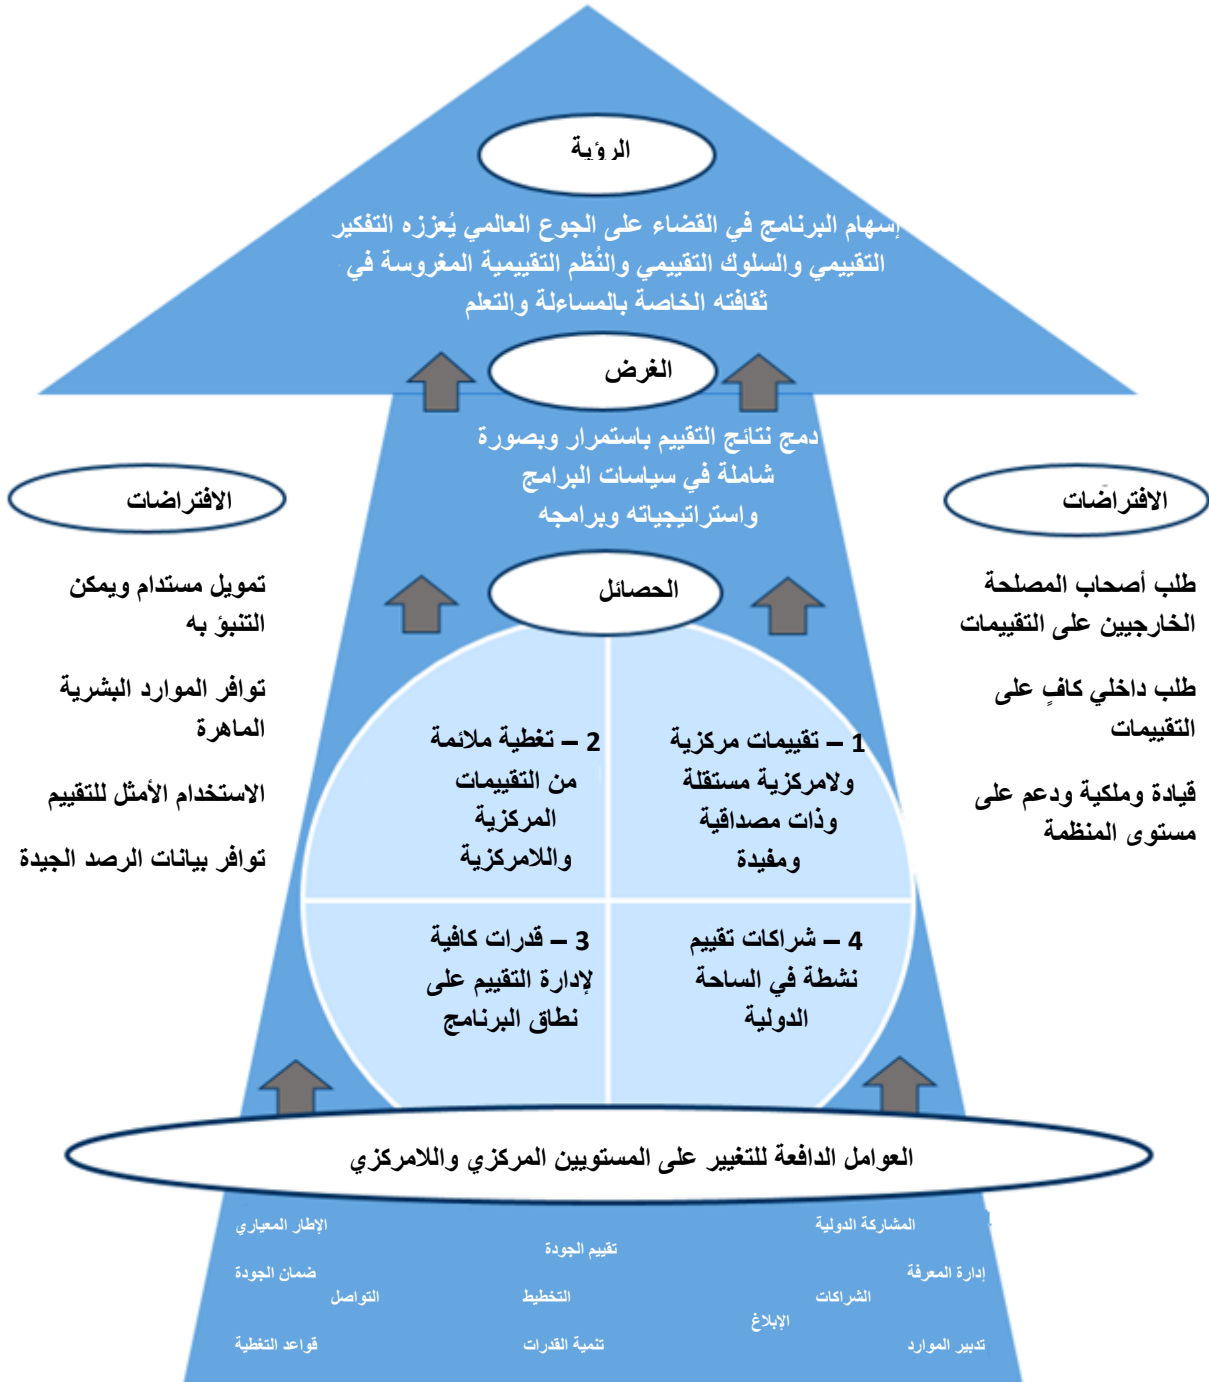 الرؤية
إسهام البرنامج في القضاء على الجوع العالمي يُعززه التفكير
التقييمي والسلوك التقييمي والنُظم التقييمية المغروسة في
ثقافته الخاصة بالمساءلة والتعلم
الغرض
دمج نتائج التقييم باستمرار وبصورة
شاملة في سياسات البرامج
واستراتيجياته وبرامجه
الافتراضات
طلب أصحاب المصلحة
الخارجيين على التقييمات
طلب داخلي كافٍ على
التقييمات
قيادة وملكية ودعم على
مستوى المنظمة
الحصائل
1 – تقييمات مركزية
ولامركزية مستقلة
وذات مصداقية
ومفيدة
2 – تغطية ملائمة
من التقييمات
المركزية
واللامركزية
4 – شراكات تقييم
نشطة في الساحة
الدولية
3 – قدرات كافية
لإدارة التقييم على
نطاق البرنامج
الافتراضات
تمويل مستدام ويمكن
التنبؤ به
توافر الموارد البشرية
الماهرة
الاستخدام الأمثل للتقييم
توافر بيانات الرصد الجيدة
العوامل الدافعة للتغيير على المستويين المركزي واللامركزي
المشاركة الدولية
الإطار المعياري
تقييم الجودة
إدارة المعرفة
ضمان الجودة
الشراكات
التخطيط
التواصل
الإبلاغ
تدبير الموارد
تنمية القدرات
قواعد التغطية